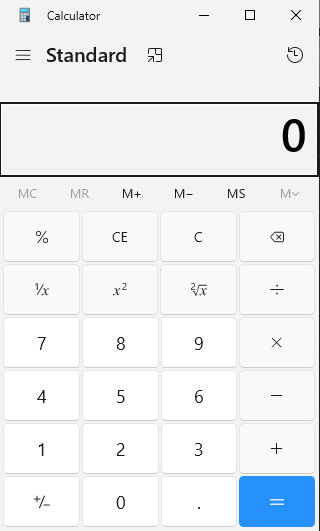 Calculator
Standard
0
MC MR M+ M− MS M
% CE C
¹/x x² ²√x ÷
7 8 9 ×
4 5 6 −
1 2 3 +
+/− 0 . =